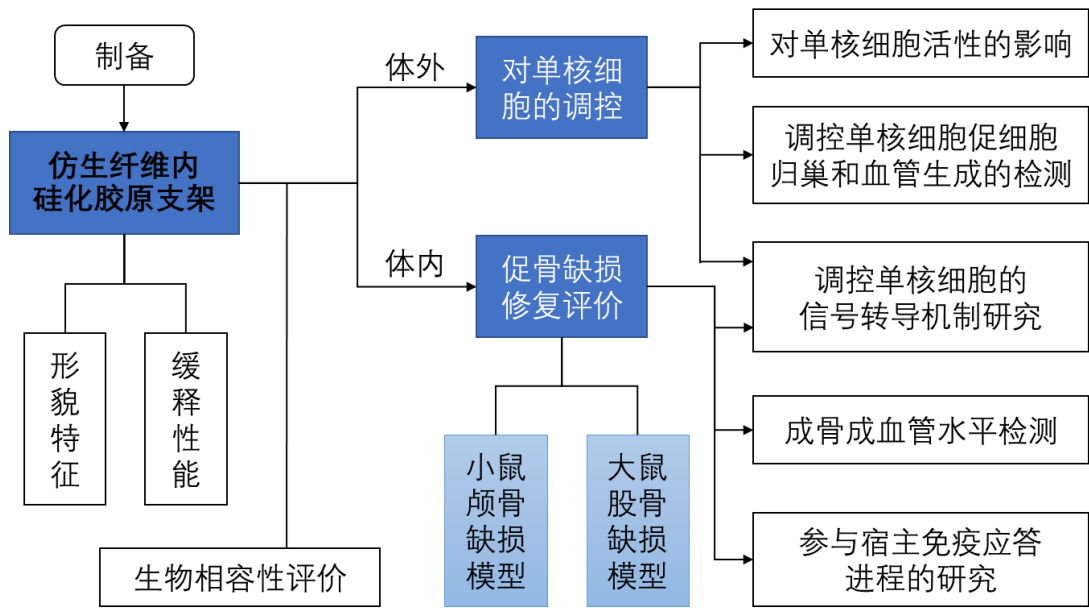 制备
仿生纤维内
硅化胶原支架
形貌特征
缓释性能
生物相容性评价
体外
对单核细
胞的调控
体内
促骨缺损
修复评价
小鼠
颅骨
缺损
模型
大鼠
股骨
缺损
模型
对单核细胞活性的影响
调控单核细胞促细胞
归巢和血管生成的检测
调控单核细胞的
信号转导机制研究
成骨成血管水平检测
参与宿主免疫应答
进程的研究